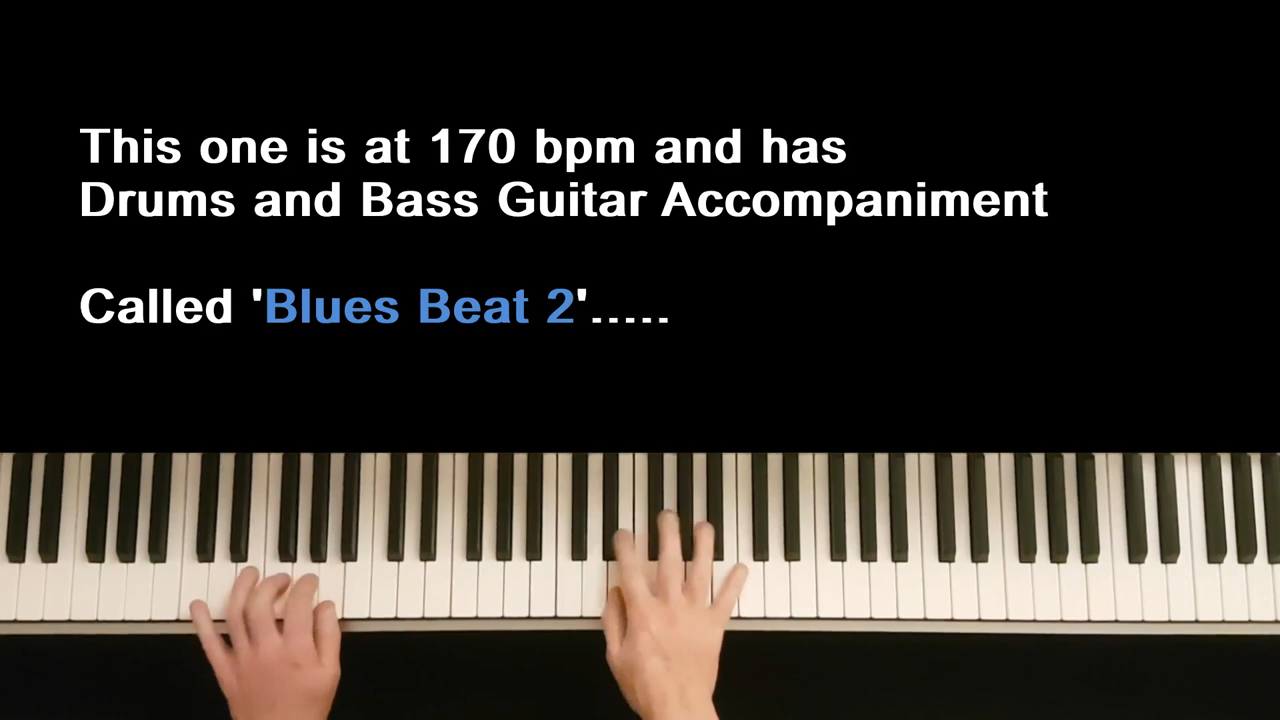 This one is at 170 bpm and has
Drums and Bass Guitar Accompaniment
Called 'Blues Beat 2'.....